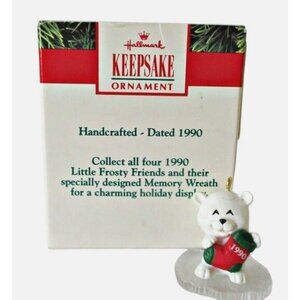 Hallmark
KEEPSAKE
ORNAMENT
Handcrafted - Dated 1990
Collect all four 1990
Little Frosty Friends and their
specially designed Memory Wreath
for a charming holiday displ
1990